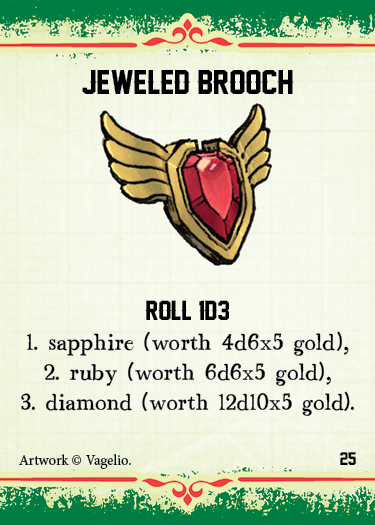 JEWELED BROOCH
ROLL 1D3
1. sapphire (worth 4d6x5 gold),
2. ruby (worth 6d6x5 gold),
3. diamond (worth 12d10x5 gold).
Artwork © Vagelio.
25